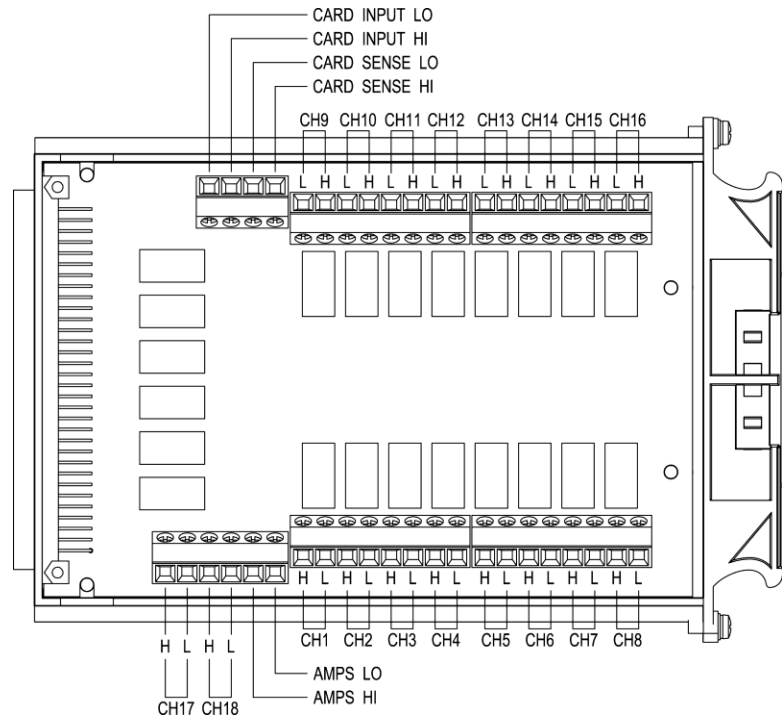 CARD INPUT LO
CARD INPUT HI
CARD SENSE LO
CARD SENSE HI
CH9 CH10 CH11 CH12 CH13 CH14 CH15 CH16
L H L H L H L H L H L H L H L H
H L H L H L H L H L H L H L H L
CH1 CH2 CH3 CH4 CH5 CH6 CH7 CH8
H L H L
AMPS LO
AMPS HI
CH17 CH18